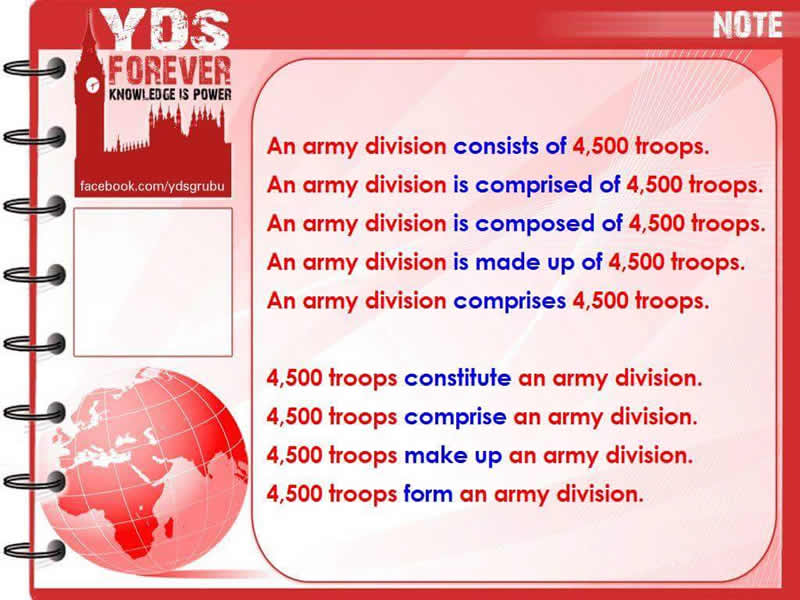 NOTE
YDS
FOREVER
KNOWLEDGE IS POWER
facebook.com/ydsgrubu
An army division consists of 4,500 troops.
An army division is comprised of 4,500 troops.
An army division is composed of 4,500 troops.
An army division is made up of 4,500 troops.
An army division comprises 4,500 troops.
4,500 troops constitute an army division.
4,500 troops comprise an army division.
4,500 troops make up an army division.
4,500 troops form an army division.